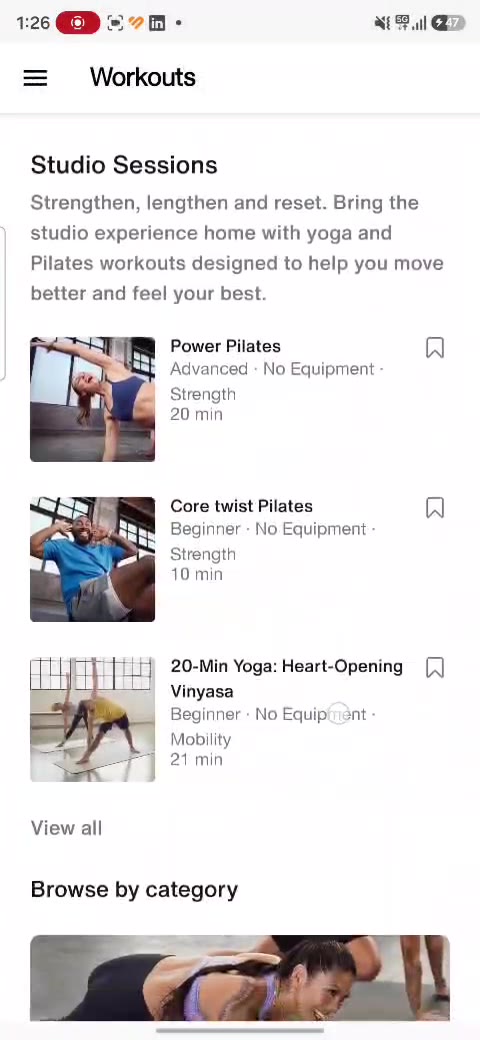 1:26
5G
47
Workouts
Studio Sessions
Strengthen, lengthen and reset. Bring the
studio experience home with yoga and
Pilates workouts designed to help you move
better and feel your best.
Power Pilates
Advanced · No Equipment ·
Strength
20 min
Core twist Pilates
Beginner · No Equipment ·
Strength
10 min
20-Min Yoga: Heart-Opening
Vinyasa
Beginner · No Equipment ·
Mobility
21 min
View all
Browse by category